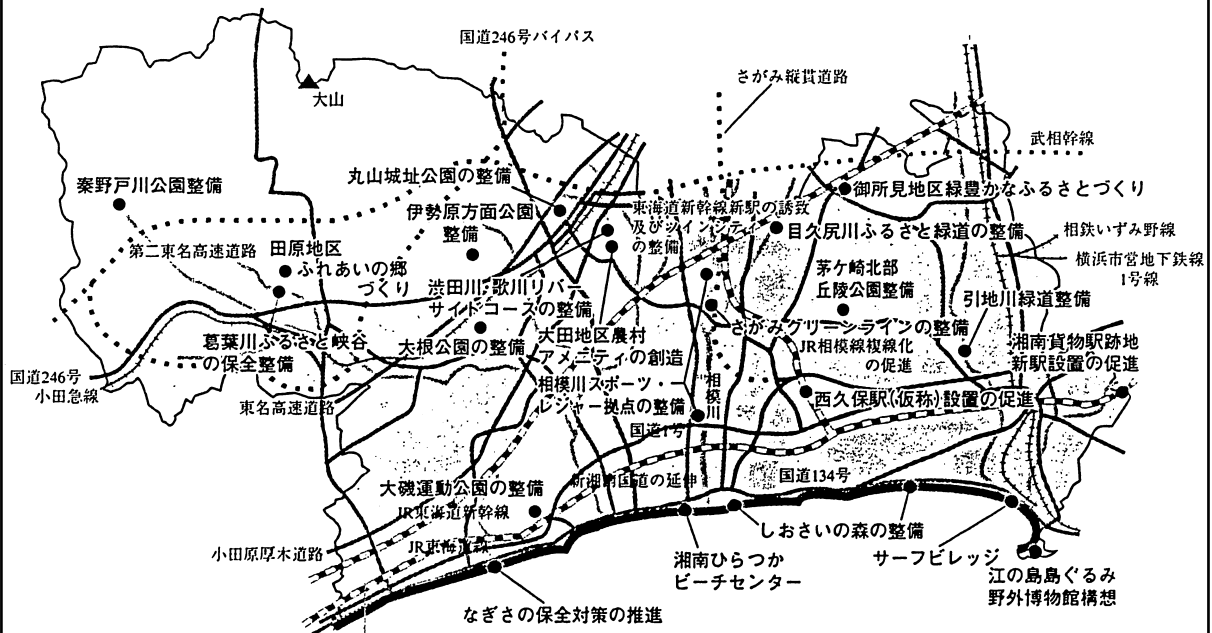 国道246号バイパス
さがみ縦貫道路
大山
武相幹線
丸山城址公園の整備
秦野戸川公園整備
御所見地区緑豊かなふるさとづくり
伊勢原方面公園
整備
東海道新幹線新駅の誘致
及びツインシティ
の整備
目久尻川ふるさと緑道の整備
相鉄いずみ野線
横浜市営地下鉄線
1号線
第二東名高速道路
田原地区
ふれあいの郷
づくり
渋田川・歌川リバー
サイドコースの整備
茅ケ崎北部
丘陵公園整備
引地川緑道整備
葛葉川ふるさと峡谷
の保全整備
大根公園の整備
大田地区農村
アメニティの創造
さがみグリーンラインの整備
JR相模線複線化
の促進
湘南貨物駅跡地
新駅設置の促進
国道246号
小田急線
東名高速道路
相模川スポーツ・
レジャー拠点の整備
相模川
西久保駅(仮称)設置の促進
国道1号
大磯運動公園の整備
新湘南国道の延伸
国道134号
JR東海道新幹線
小田原厚木道路
JR東海道線
しおさいの森の整備
サーフビレッジ
湘南ひらつか
ビーチセンター
江の島島ぐるみ
野外博物館構想
なぎさの保全対策の推進